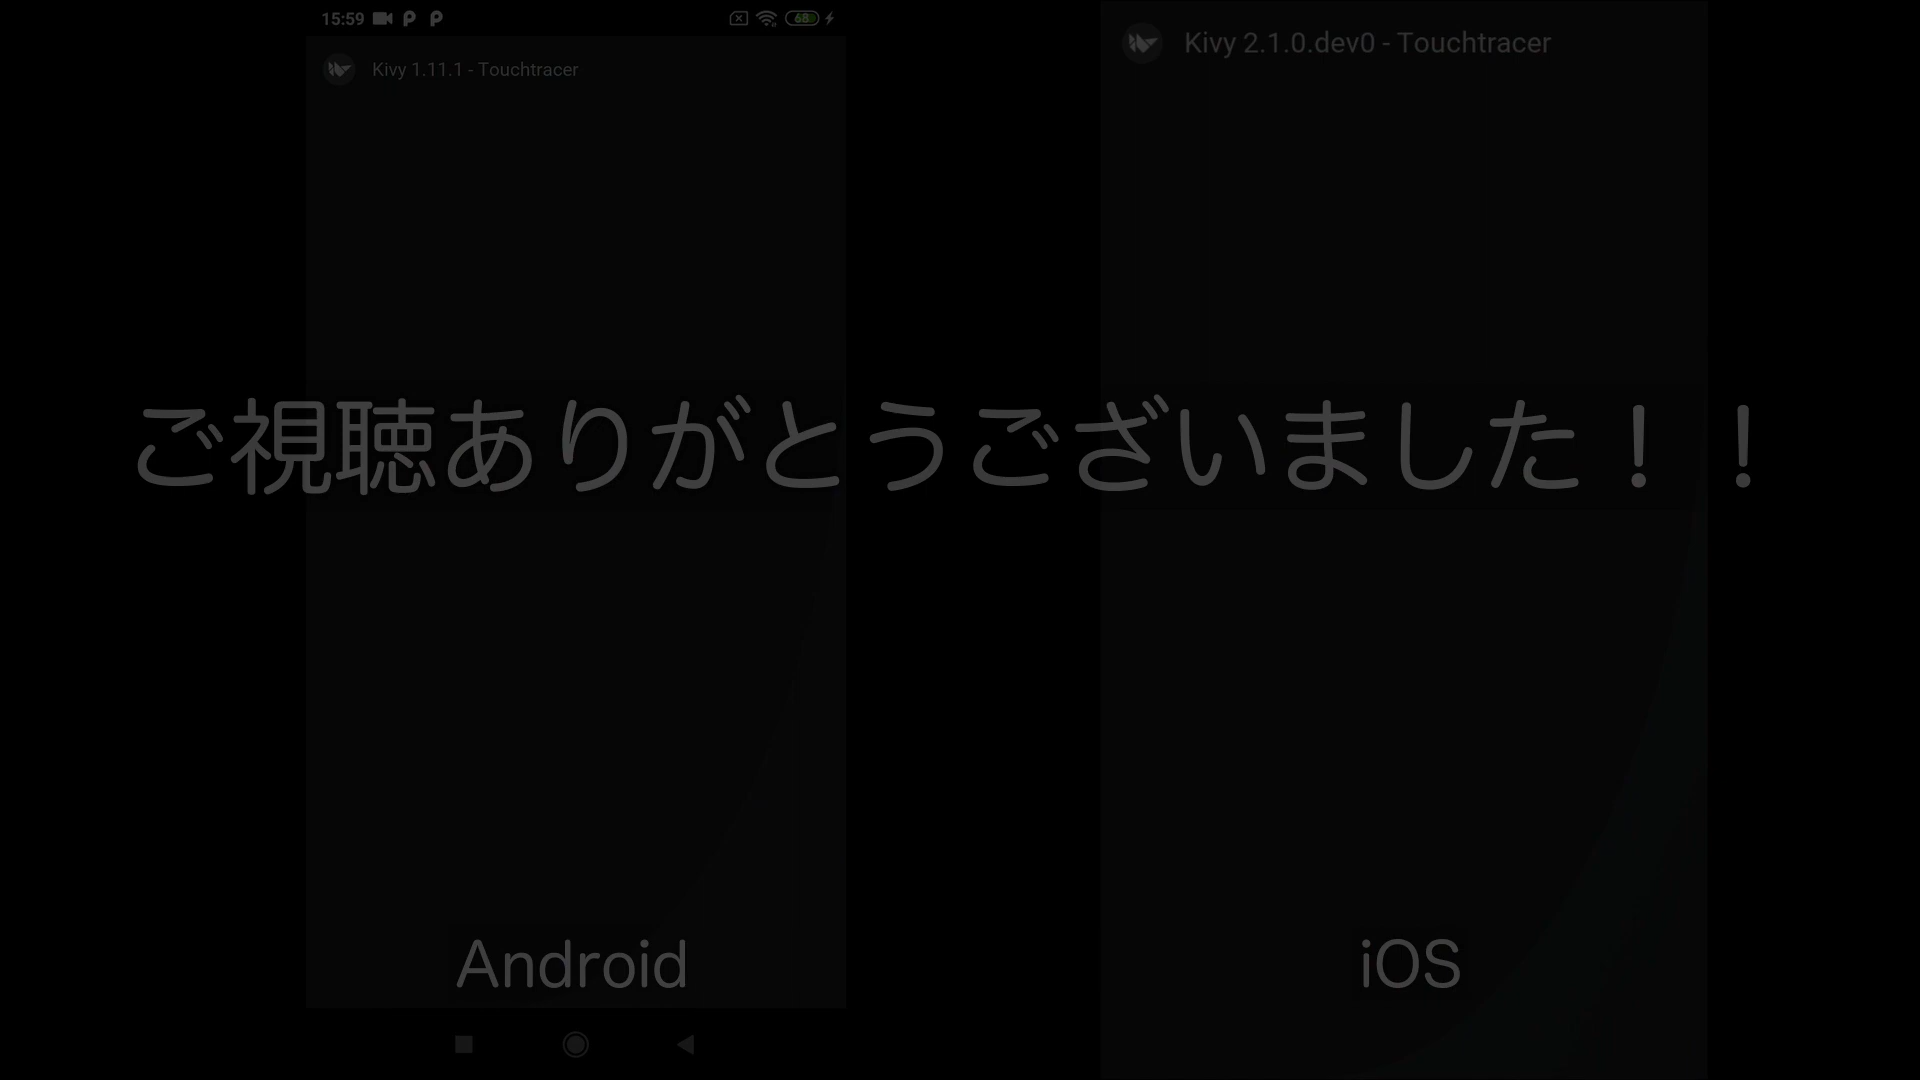 15:59
68
Kivy 1.11.1 - Touchtracer
Kivy 2.1.0.dev0 - Touchtracer
ご視聴ありがとうございました！！
Android
iOS